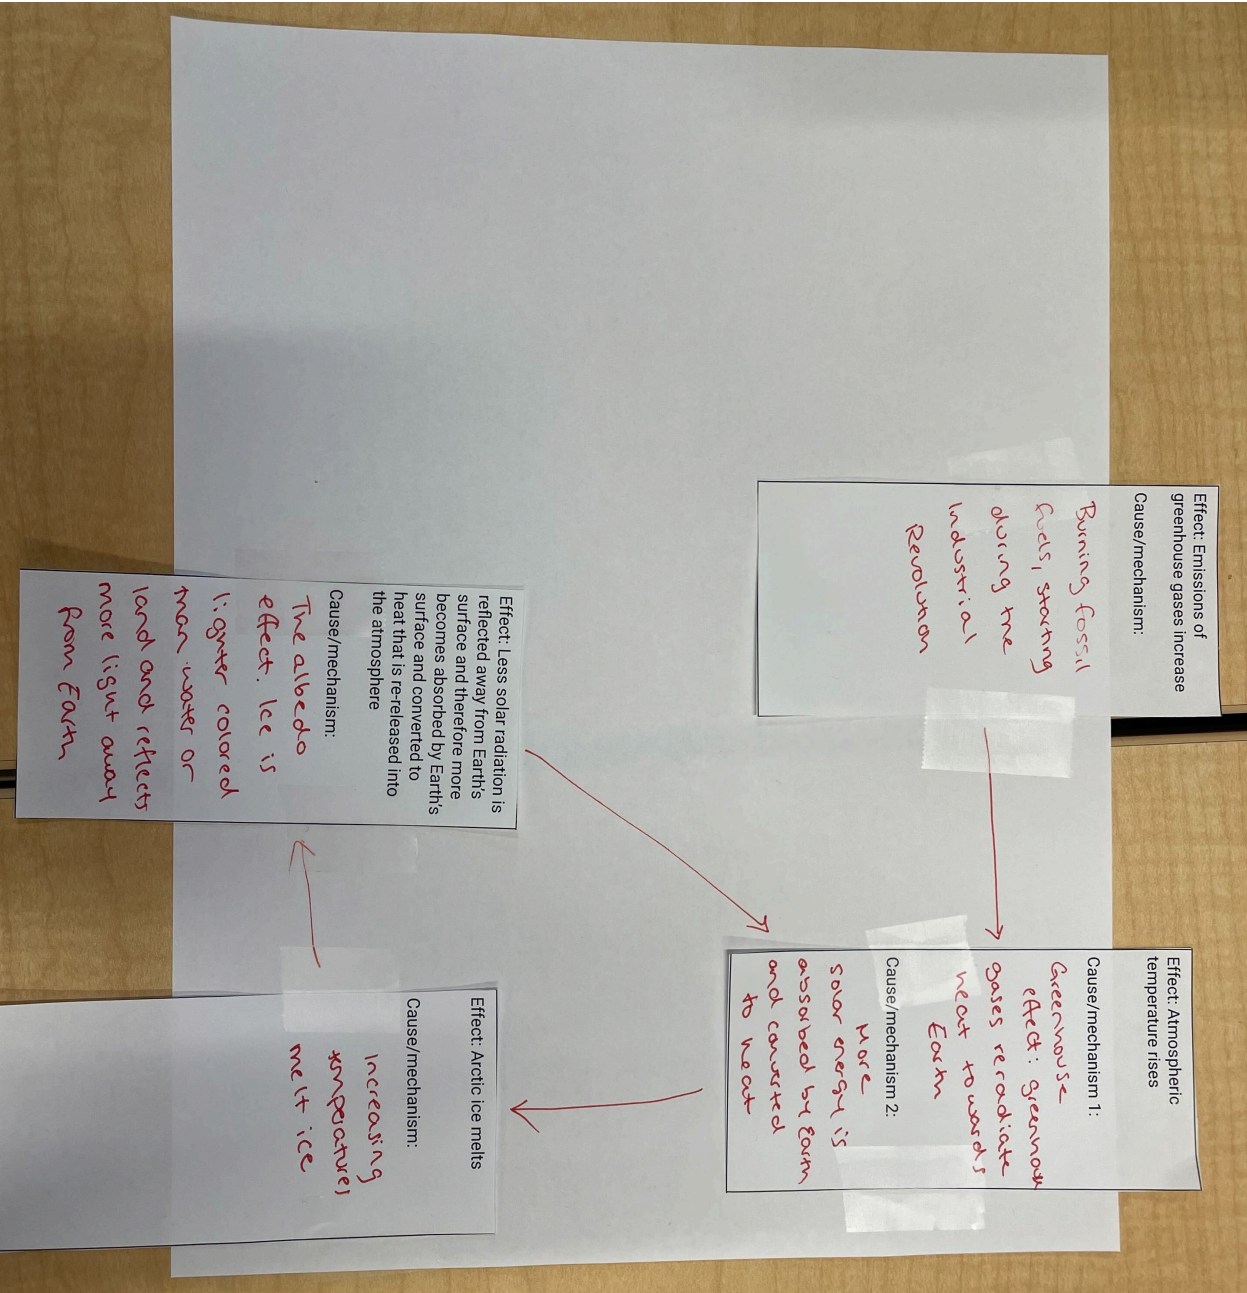 Effect: Emissions of
greenhouse gases increase
Cause/mechanism:
Burning fossil
fuels, starting
during the
Industrial
Revolution
Effect: Atmospheric
temperature rises
Cause/mechanism 1:
Greenhouse
effect: greenhouse
gases reradiate
heat towards
Earth
Cause/mechanism 2:
More
solar energy is
absorbed by Earth
and converted
to heat
Effect: Less solar radiation is
reflected away from Earth's
surface and therefore more
becomes absorbed by Earth's
surface and converted to
heat that is re-released into
the atmosphere
Cause/mechanism:
The albedo
effect. Ice is
lighter colored
than water or
land and reflects
more light away
from Earth
Effect: Arctic ice melts
Cause/mechanism:
Increasing
temperatures
melt ice